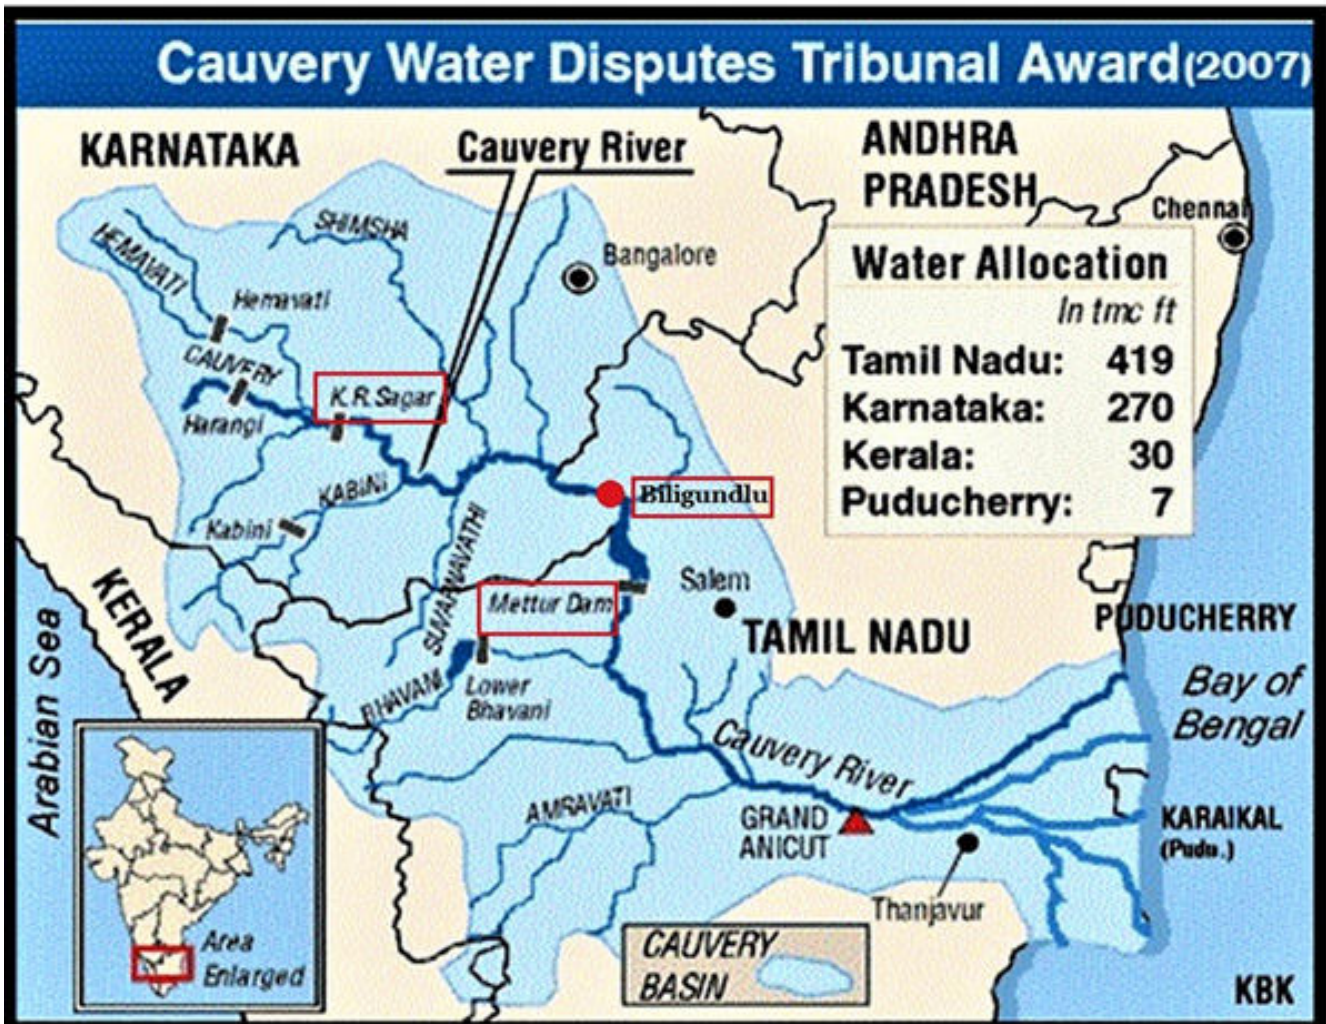 Cauvery Water Disputes Tribunal Award(2007)
KARNATAKA
Cauvery River
ANDHRA
PRADESH
Chennai
Water Allocation
In tmc ft
Tamil Nadu: 419
Karnataka: 270
Kerala: 30
Puducherry: 7
SHIMSHA
Bangalore
HEMAVATI
Hemavati
CAUVERY
K.R.Sagar
Harangi
KABINI
Kabini
Biligundlu
SUVARNAVATHI
Mettur Dam
Salem
TAMIL NADU
PUDUCHERRY
KERALA
Arabian Sea
BHAVANI
Lower
Bhavani
Bay of
Bengal
Cauvery River
AMRAVATI
GRAND
ANICUT
KARAIKAL
(Pudu.)
Thanjavur
Area
Enlarged
CAUVERY
BASIN
KBK